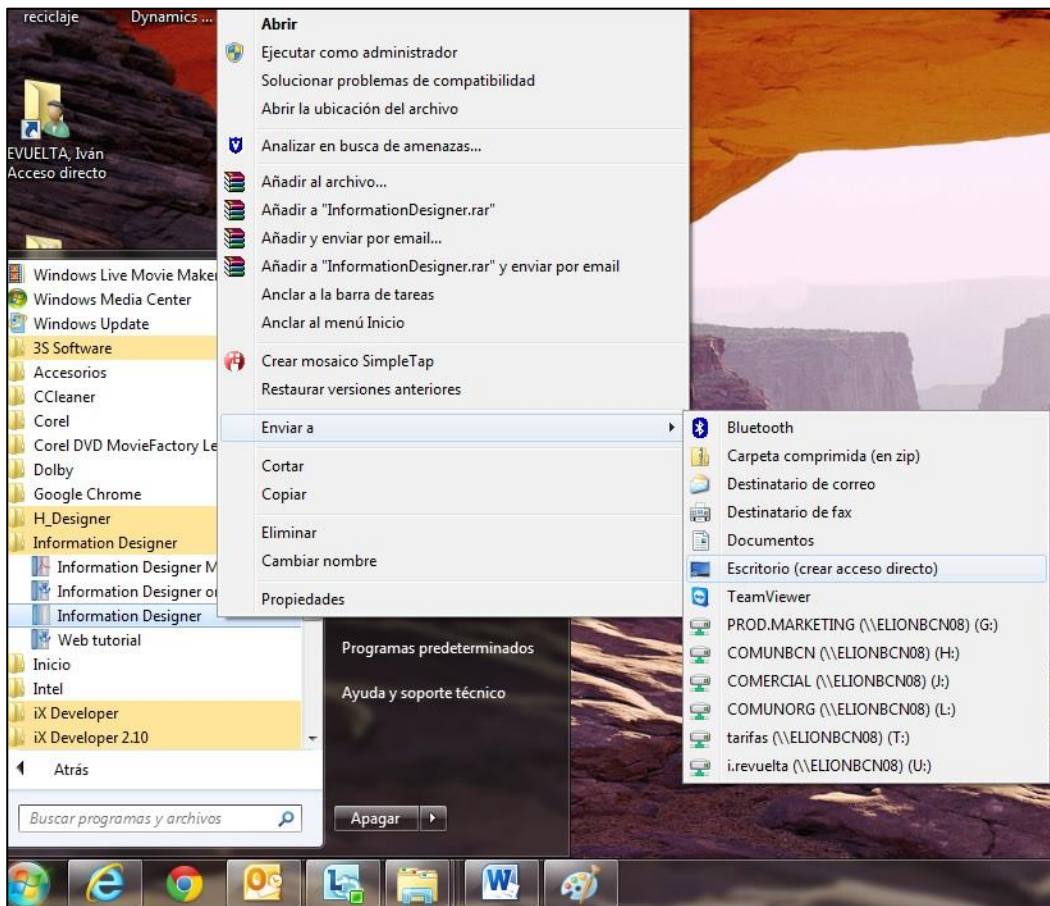 reciclaje
Dynamics ...
EVUELTA, Iván
Acceso directo
Abrir
Ejecutar como administrador
Solucionar problemas de compatibilidad
Abrir la ubicación del archivo
Analizar en busca de amenazas...
Añadir al archivo...
Añadir a "InformationDesigner.rar"
Añadir y enviar por email...
Añadir a "InformationDesigner.rar" y enviar por email
Anclar a la barra de tareas
Anclar al menú Inicio
Crear mosaico SimpleTap
Restaurar versiones anteriores
Enviar a
Cortar
Copiar
Eliminar
Cambiar nombre
Propiedades
Bluetooth
Carpeta comprimida (en zip)
Destinatario de correo
Destinatario de fax
Documentos
Escritorio (crear acceso directo)
TeamViewer
PROD.MARKETING (\\ELIONBCN08) (G:)
COMUNBCN (\\ELIONBCN08) (H:)
COMERCIAL (\\ELIONBCN08) (J:)
COMUNORG (\\ELIONBCN08) (L:)
tarifas (\\ELIONBCN08) (T:)
i.revuelta (\\ELIONBCN08) (U:)
Windows Live Movie Maker
Windows Media Center
Windows Update
3S Software
Accesorios
CCleaner
Corel
Corel DVD MovieFactory Le
Dolby
Google Chrome
H_Designer
Information Designer
Information Designer M
Information Designer o
Information Designer
Web tutorial
Inicio
Intel
iX Developer
iX Developer 2.10
Atrás
Buscar programas y archivos
Programas predeterminados
Ayuda y soporte técnico
Apagar